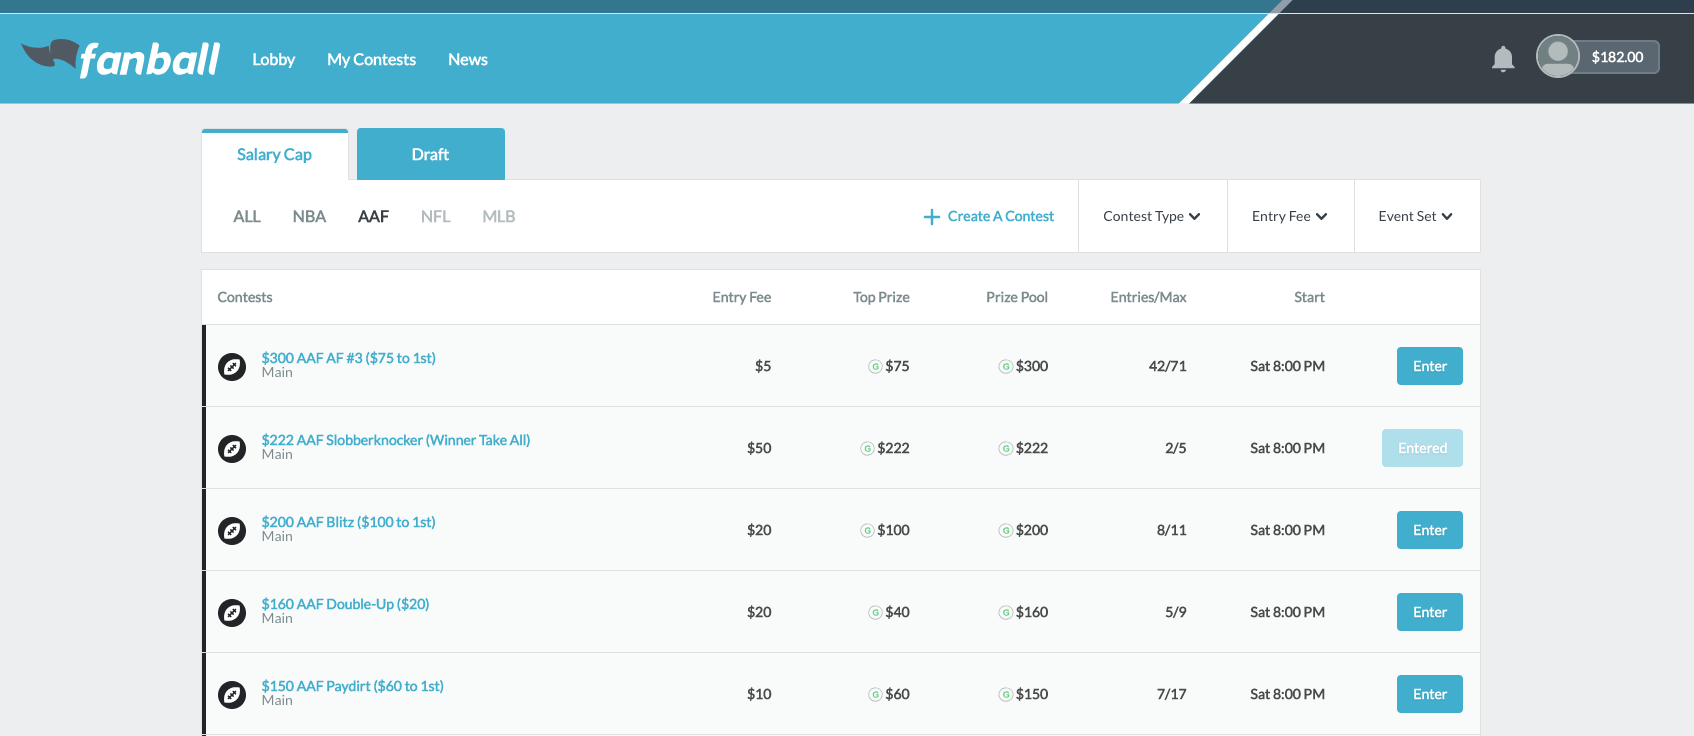 fanball Lobby My Contests News $182.00
Salary Cap Draft
ALL NBA AAF NFL MLB Create A Contest Contest Type Entry Fee Event Set
Contests Entry Fee Top Prize Prize Pool Entries/Max Start
$300 AAF AF #3 ($75 to 1st)
Main
$5 G $75 G $300 42/71 Sat 8:00 PM Enter
$222 AAF Slobberknocker (Winner Take All)
Main
$50 G $222 G $222 2/5 Sat 8:00 PM Entered
$200 AAF Blitz ($100 to 1st)
Main
$20 G $100 G $200 8/11 Sat 8:00 PM Enter
$160 AAF Double-Up ($20)
Main
$20 G $40 G $160 5/9 Sat 8:00 PM Enter
$150 AAF Paydirt ($60 to 1st)
Main
$10 G $60 G $150 7/17 Sat 8:00 PM Enter